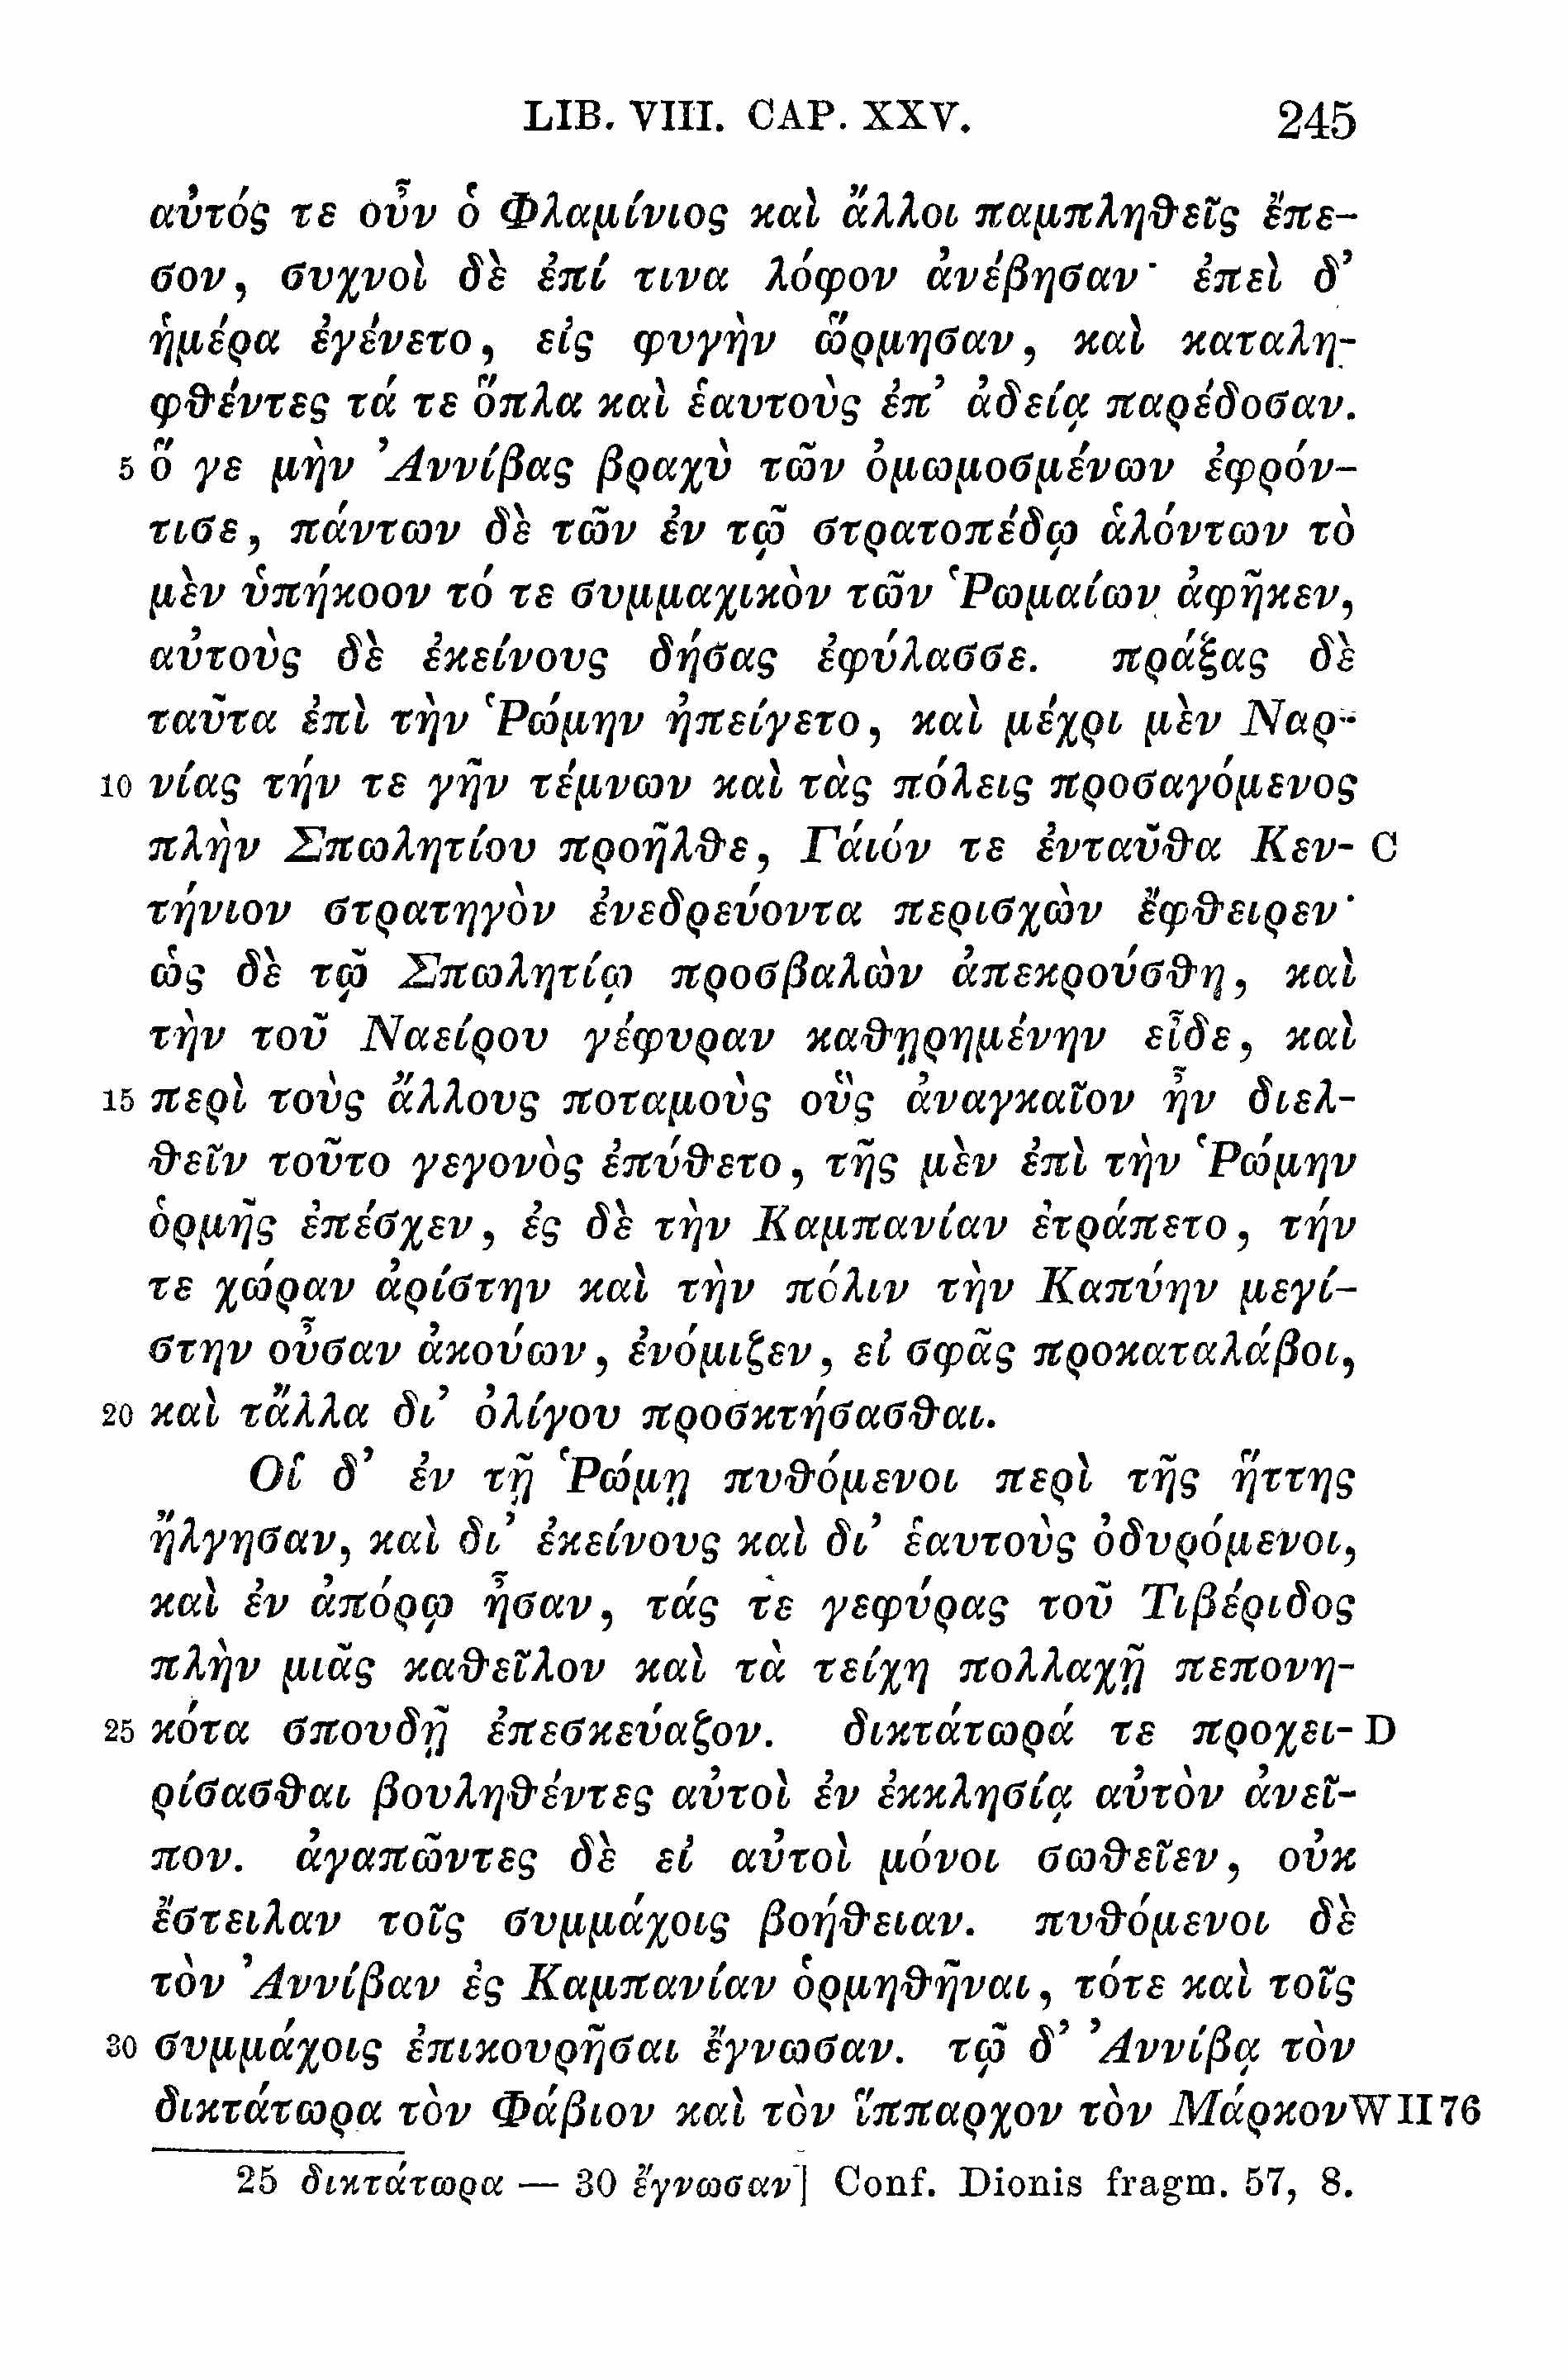 LIB. VIII. CAP. XXV. 245
αὐτός τε οὖν ὁ Φλαμίνιος καὶ ἄλλοι παμπληθεῖς ἔπε-
σον, συχνοὶ δὲ ἐπί τινα λόφον ἀνέβησαν· ἐπεὶ δ’
ἡμέρα ἐγένετο, εἰς φυγὴν ὥρμησαν, καὶ καταλη-
φθέντες τά τε ὅπλα καὶ ἑαυτοὺς ἐπ’ ἀδείᾳ παρέδοσαν.
5 ὅ γε μὴν Ἀννίβας βραχὺ τῶν ὀμωμοσμένων ἐφρόν-
τισε, πάντων δὲ τῶν ἐν τῷ στρατοπέδῳ ἁλόντων τὸ
μὲν ὑπήκοον τό τε συμμαχικὸν τῶν Ῥωμαίων ἀφῆκεν,
αὐτοὺς δὲ ἐκείνους δήσας ἐφύλασσε. πράξας δὲ
ταῦτα ἐπὶ τὴν Ῥώμην ἠπείγετο, καὶ μέχρι μὲν Ναρ-
10 νίας τήν τε γῆν τέμνων καὶ τὰς πόλεις προσαγόμενος
πλὴν Σπωλητίου προῆλθε, Γάιόν τε ἐνταῦθα Κεν- C
τήνιον στρατηγὸν ἐνεδρεύοντα περισχὼν ἔφθειρεν·
ὡς δὲ τῷ Σπωλητίῳ προσβαλὼν ἀπεκρούσθη, καὶ
τὴν τοῦ Ναείρου γέφυραν καθῃρημένην εἶδε, καὶ
15 περὶ τοὺς ἄλλους ποταμοὺς οὓς ἀναγκαῖον ἦν διελ-
θεῖν τοῦτο γεγονὸς ἐπύθετο, τῆς μὲν ἐπὶ τὴν Ῥώμην
ὁρμῆς ἐπέσχεν, ἐς δὲ τὴν Καμπανίαν ἐτράπετο, τήν
τε χώραν ἀρίστην καὶ τὴν πόλιν τὴν Καπύην μεγί-
στην οὖσαν ἀκούων, ἐνόμιζεν, εἰ σφᾶς προκαταλάβοι,
20 καὶ τἄλλα δι’ ὀλίγου προσκτήσασθαι.
Οἱ δ’ ἐν τῇ Ῥώμῃ πυθόμενοι περὶ τῆς ἥττης
ἤλγησαν, καὶ δι’ ἐκείνους καὶ δι’ ἑαυτοὺς ὀδυρόμενοι,
καὶ ἐν ἀπόρῳ ἦσαν, τάς τε γεφύρας τοῦ Τιβέριδος
πλὴν μιᾶς καθεῖλον καὶ τὰ τείχη πολλαχῇ πεπονη-
25 κότα σπουδῇ ἐπεσκεύαζον. δικτάτωρά τε προχει- D
ρίσασθαι βουληθέντες αὐτοὶ ἐν ἐκκλησίᾳ αὐτὸν ἀνεῖ-
πον. ἀγαπῶντες δὲ εἰ αὐτοὶ μόνοι σωθεῖεν, οὐκ
ἔστειλαν τοῖς συμμάχοις βοήθειαν. πυθόμενοι δὲ
τὸν Ἀννίβαν ἐς Καμπανίαν ὁρμηθῆναι, τότε καὶ τοῖς
30 συμμάχοις ἐπικουρῆσαι ἔγνωσαν. τῷ δ’ Ἀννίβᾳ τὸν
δικτάτωρα τὸν Φάβιον καὶ τὸν ἵππαρχον τὸν Μάρκον W II 76
25 δικτάτωρα — 30 ἔγνωσαν] Conf. Dionis fragm. 57, 8.